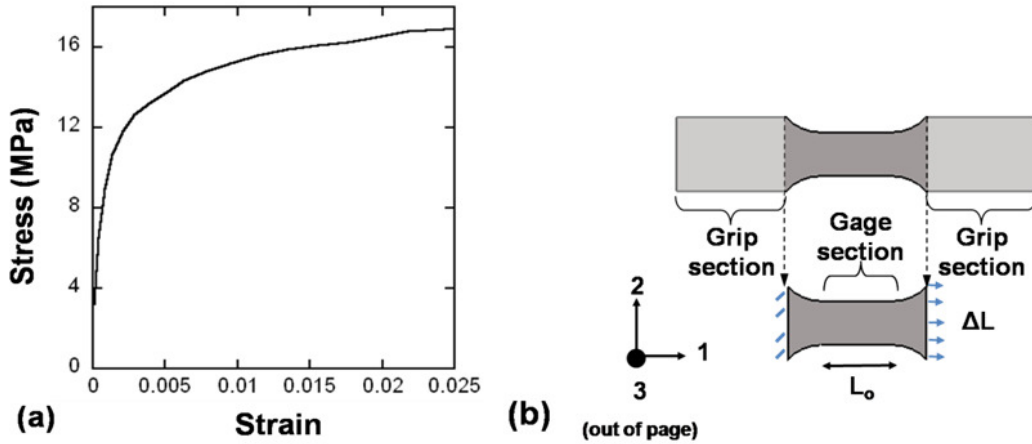 16
12
8
4
0
Stress (MPa)
0 0.005 0.01 0.015 0.02 0.025
(a) Strain
Grip section
Gage section
Grip section
2
1
3
(out of page)
ΔL
Lo
(b)